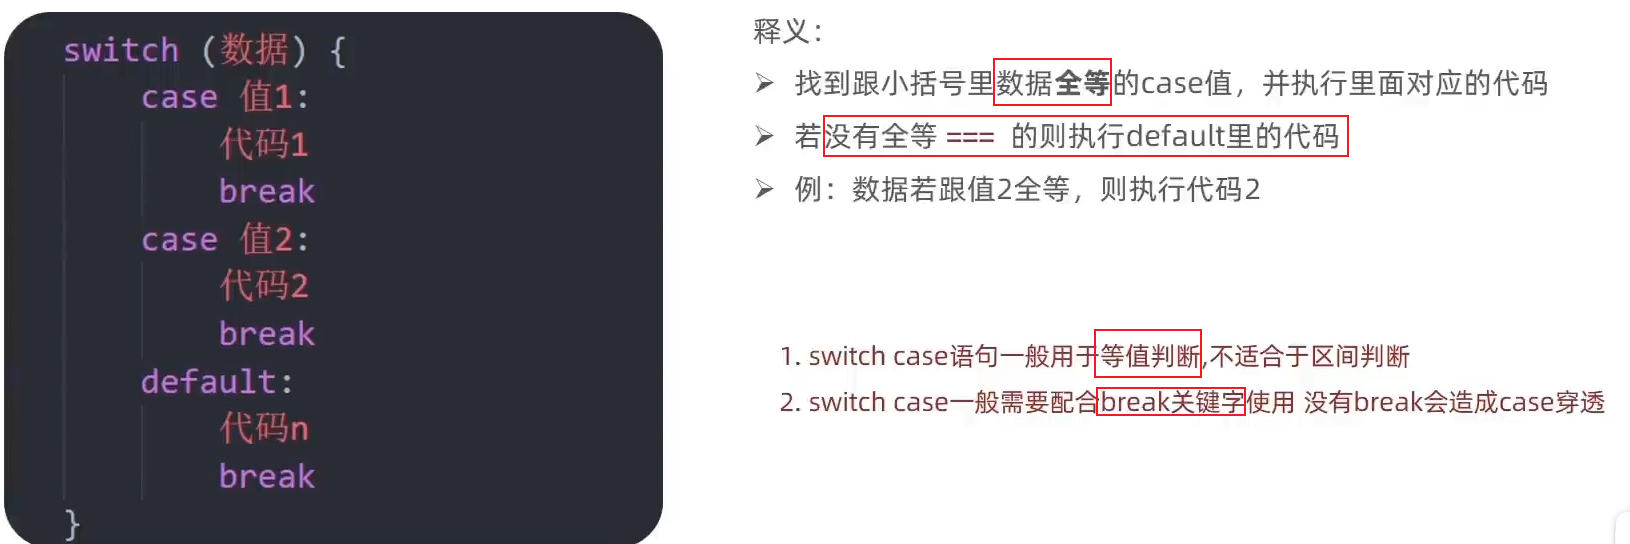 switch (数据) {
case 值1:
代码1
break
case 值2:
代码2
break
default:
代码n
break
}
释义：
➢ 找到跟小括号里数据全等的case值，并执行里面对应的代码
➢ 若没有全等 === 的则执行default里的代码
➢ 例：数据若跟值2全等，则执行代码2
1. switch case语句一般用于等值判断,不适合于区间判断
2. switch case一般需要配合break关键字使用 没有break会造成case穿透